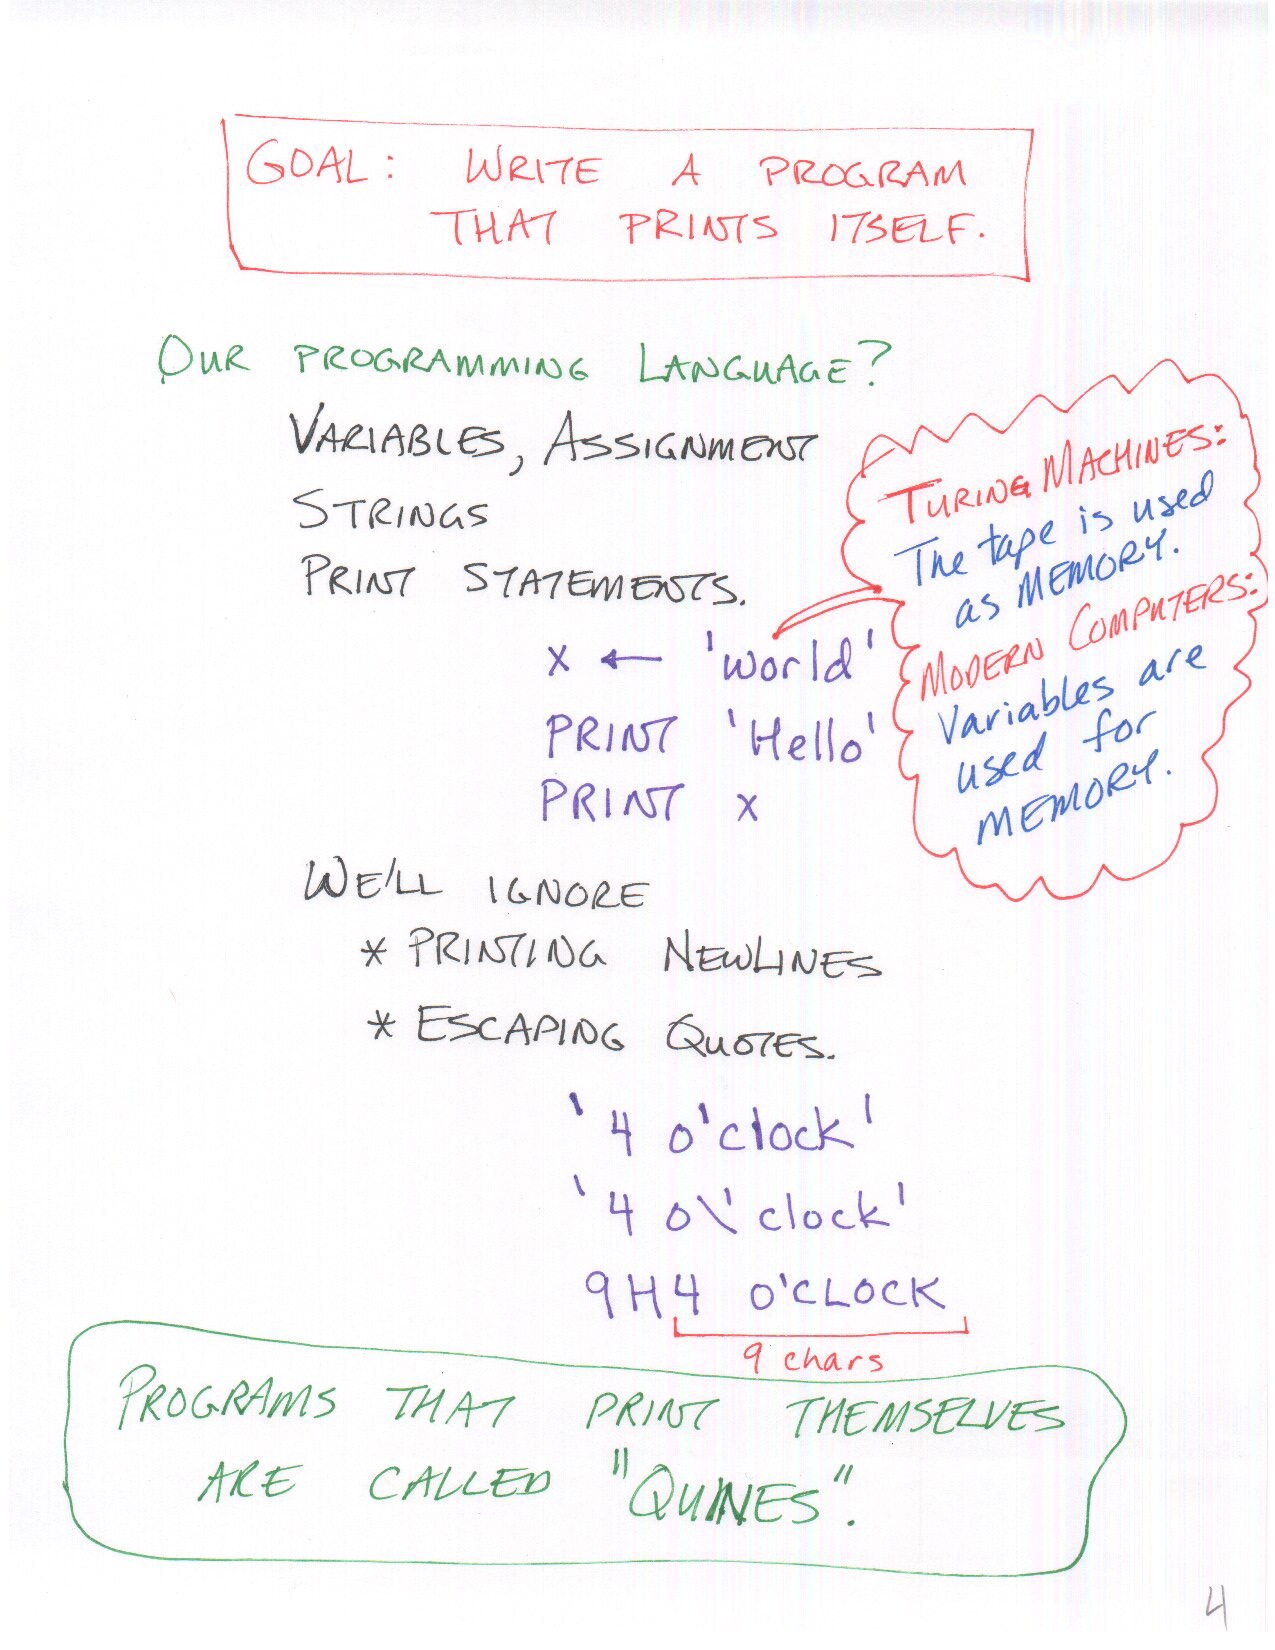 GOAL: WRITE A PROGRAM
THAT PRINTS ITSELF.
OUR PROGRAMMING LANGUAGE?
VARIABLES, ASSIGNMENT
STRINGS
PRINT STATEMENTS.
x ← 'world'
PRINT 'Hello'
PRINT x
TURING MACHINES:
The tape is used
as MEMORY.
MODERN COMPUTERS:
Variables are
used for
MEMORY.
WE'LL IGNORE
* PRINTING NEWLINES
* ESCAPING QUOTES.
'4 o'clock'
'4 o\'clock'
9H4 O'CLOCK
9 chars
PROGRAMS THAT PRINT THEMSELVES
ARE CALLED "QUINES".
4